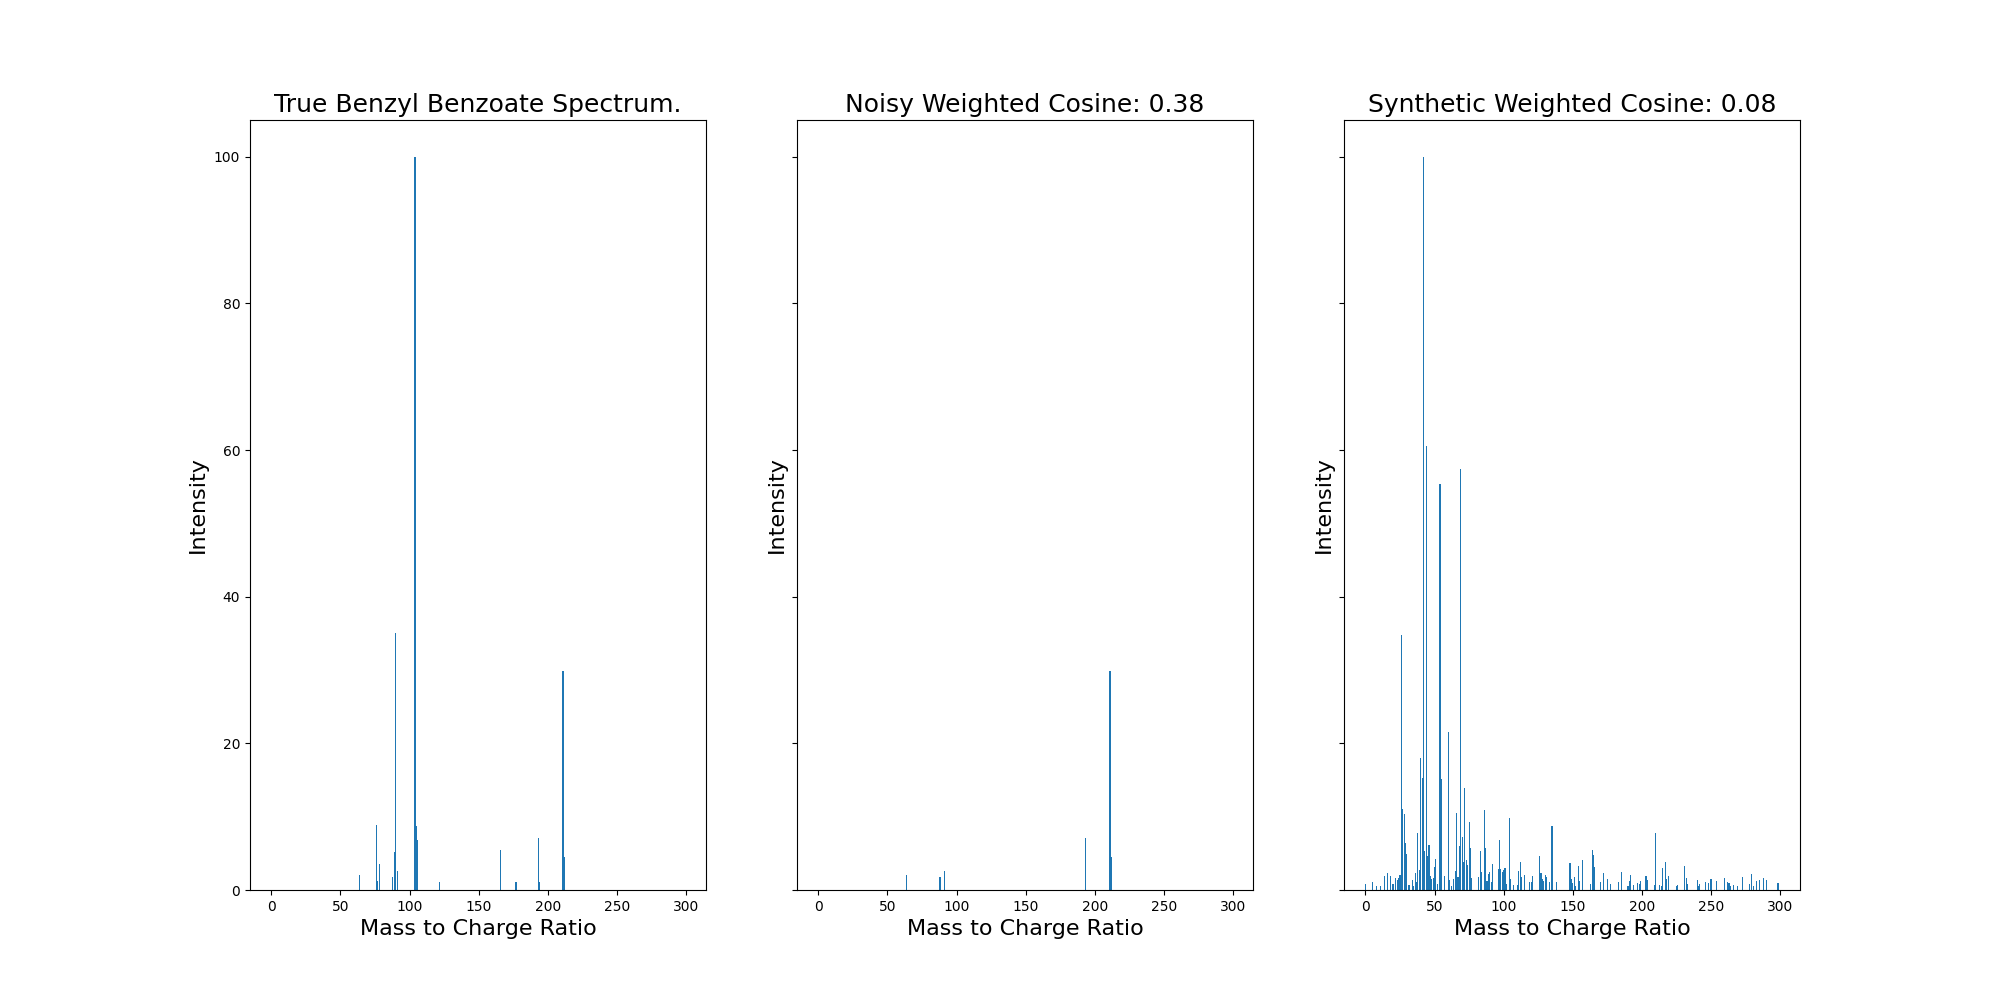 True Benzyl Benzoate Spectrum.
Noisy Weighted Cosine: 0.38
Synthetic Weighted Cosine: 0.08
100
80
60
40
20
0
Intensity
Intensity
Intensity
0 50 100 150 200 250 300
0 50 100 150 200 250 300
0 50 100 150 200 250 300
Mass to Charge Ratio
Mass to Charge Ratio
Mass to Charge Ratio